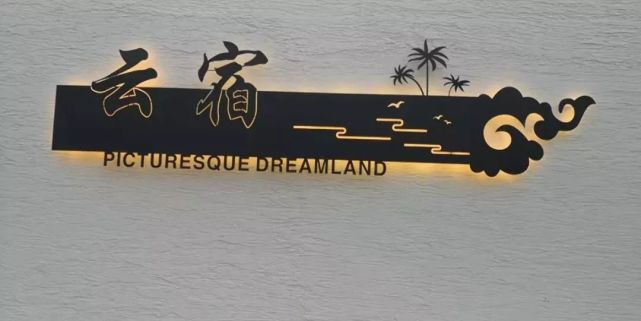 云宿
PICTURESQUE DREAMLAND